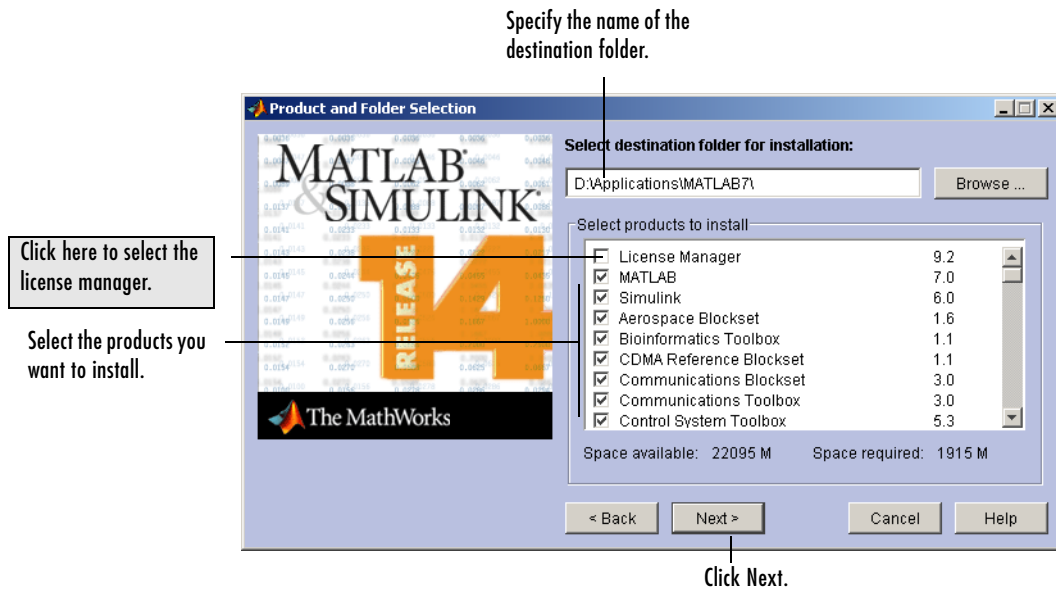 Specify the name of the
destination folder.
Product and Folder Selection
MATLAB®
& SIMULINK®
RELEASE
14
The MathWorks
Select destination folder for installation:
D:\Applications\MATLAB7\
Browse ...
Select products to install
Click here to select the
license manager.
Select the products you
want to install.
License Manager 9.2
MATLAB 7.0
Simulink 6.0
Aerospace Blockset 1.6
Bioinformatics Toolbox 1.1
CDMA Reference Blockset 1.1
Communications Blockset 3.0
Communications Toolbox 3.0
Control System Toolbox 5.3
Space available: 22095 M Space required: 1915 M
< Back
Next >
Cancel
Help
Click Next.